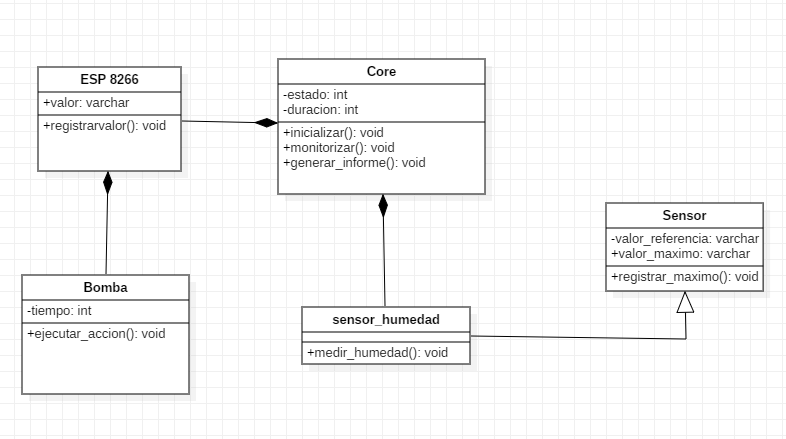 ESP 8266
+valor: varchar
+registrarvalor(): void
Core
-estado: int
-duracion: int
+inicializar(): void
+monitorizar(): void
+generar_informe(): void
Sensor
-valor_referencia: varchar
+valor_maximo: varchar
+registrar_maximo(): void
Bomba
-tiempo: int
+ejecutar_accion(): void
sensor_humedad
+medir_humedad(): void